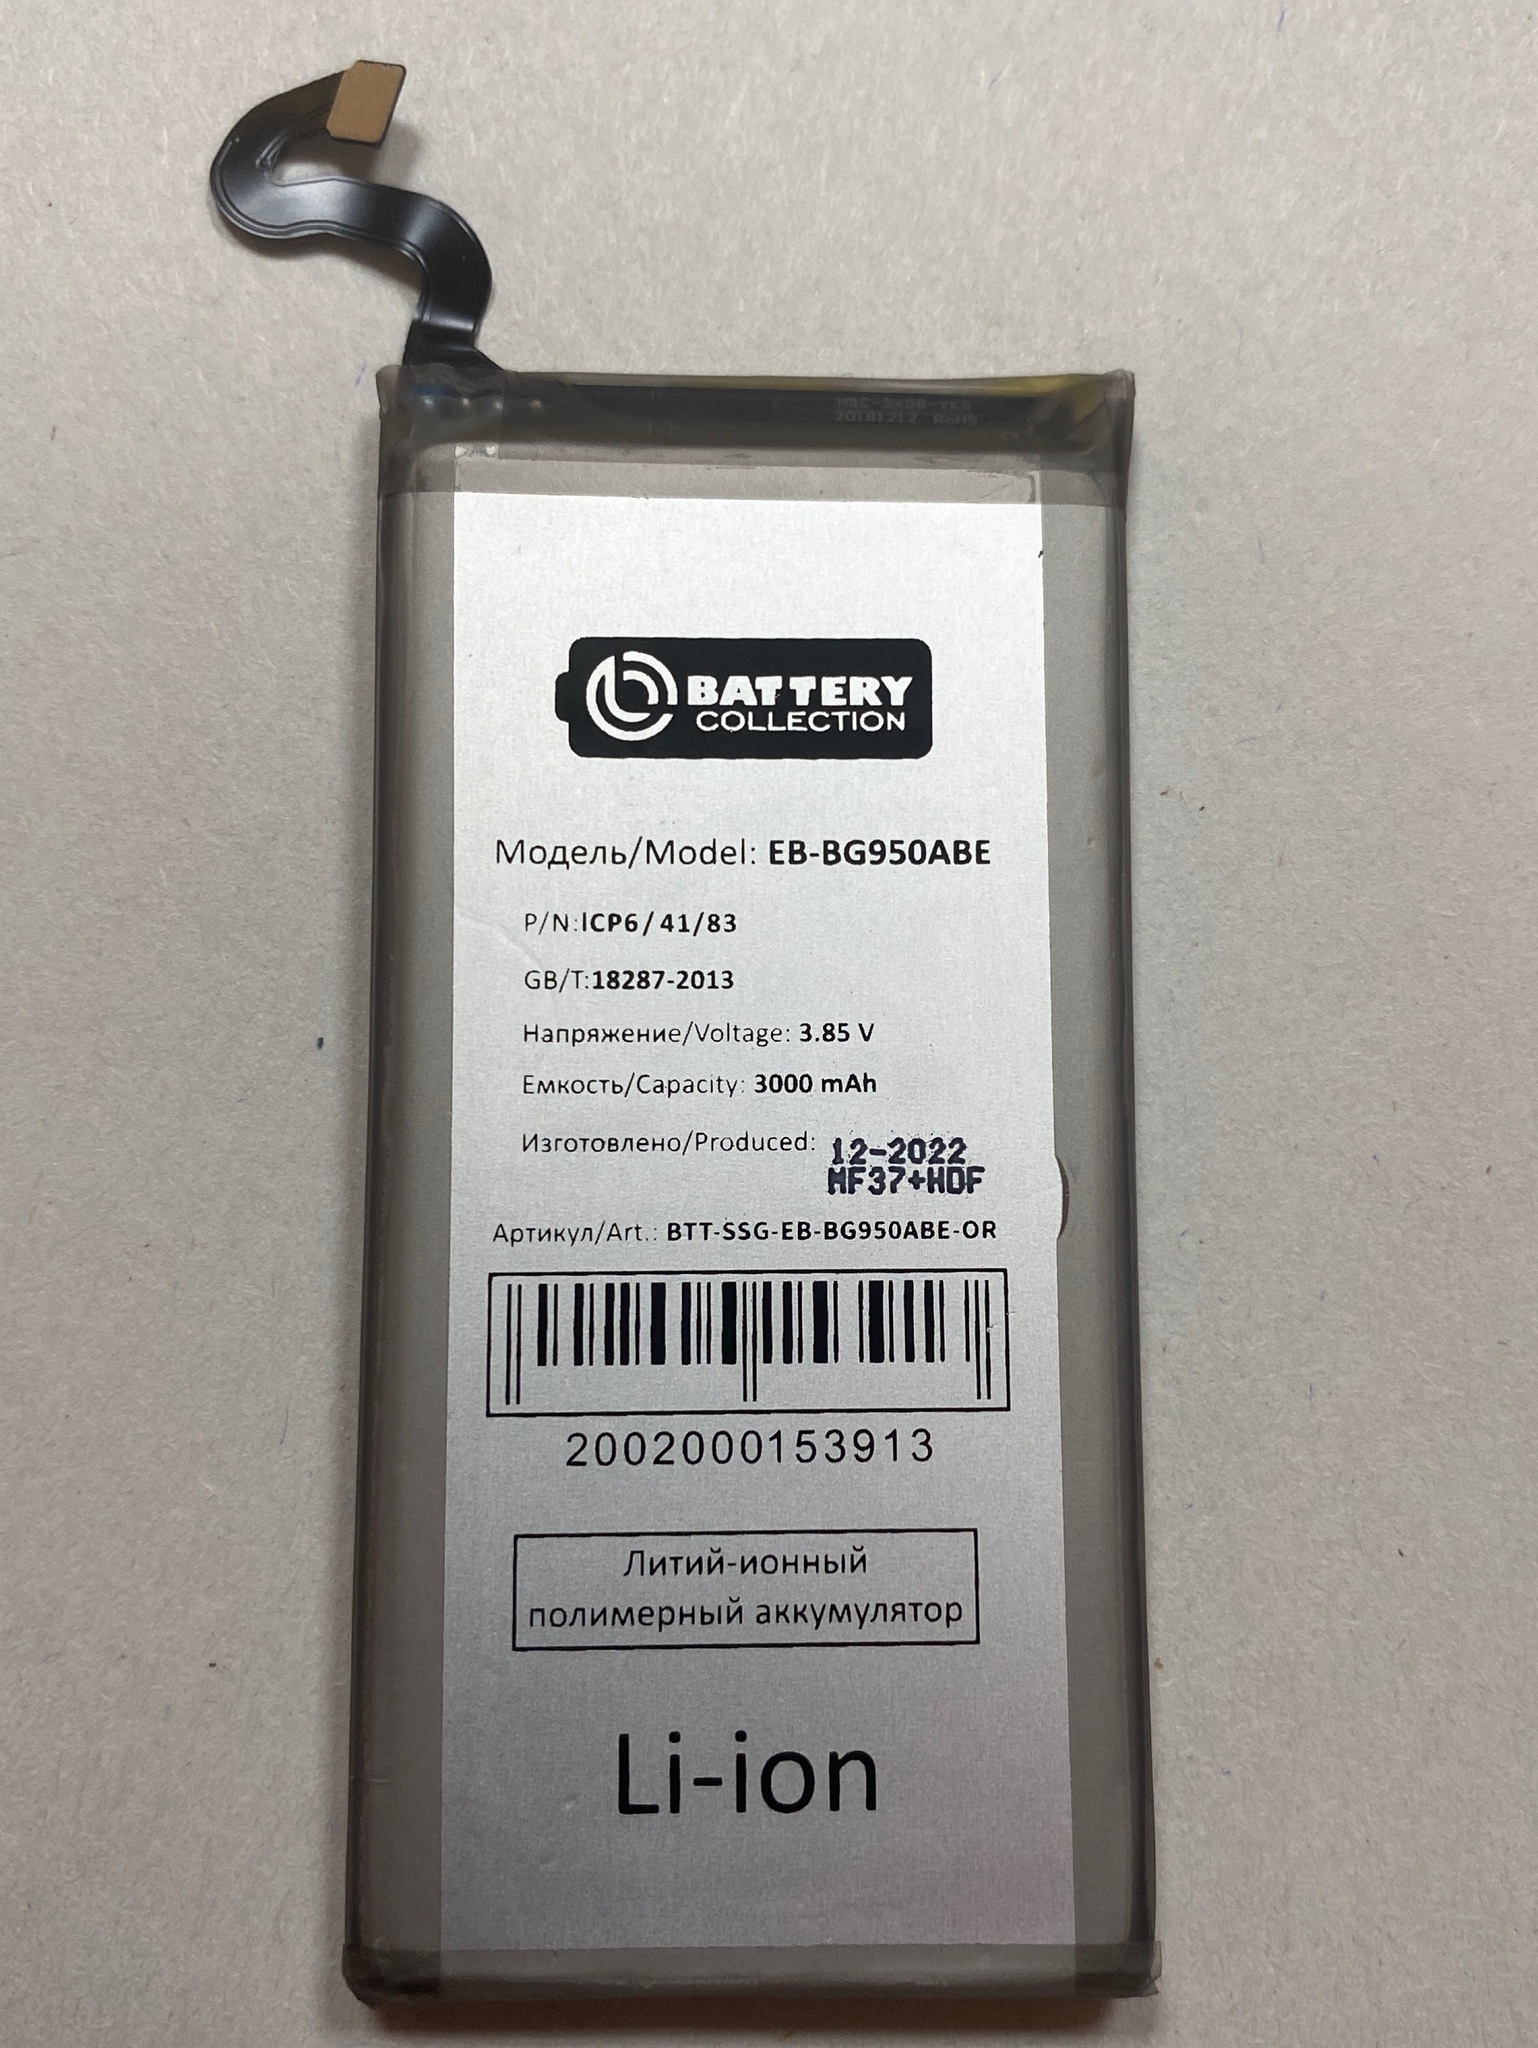 20181212 RoHS
BATTERY
COLLECTION
Модель/Model: EB-BG950ABE
P/N:ICP6/41/83
GB/T:18287-2013
Напряжение/Voltage: 3.85 V
Емкость/Capacity: 3000 mAh
Изготовлено/Produced: 12-2022
MF37+HDF
Артикул/Art.: BTT-SSG-EB-BG950ABE-OR
2002000153913
Литий-ионный
полимерный аккумулятор
Li-ion